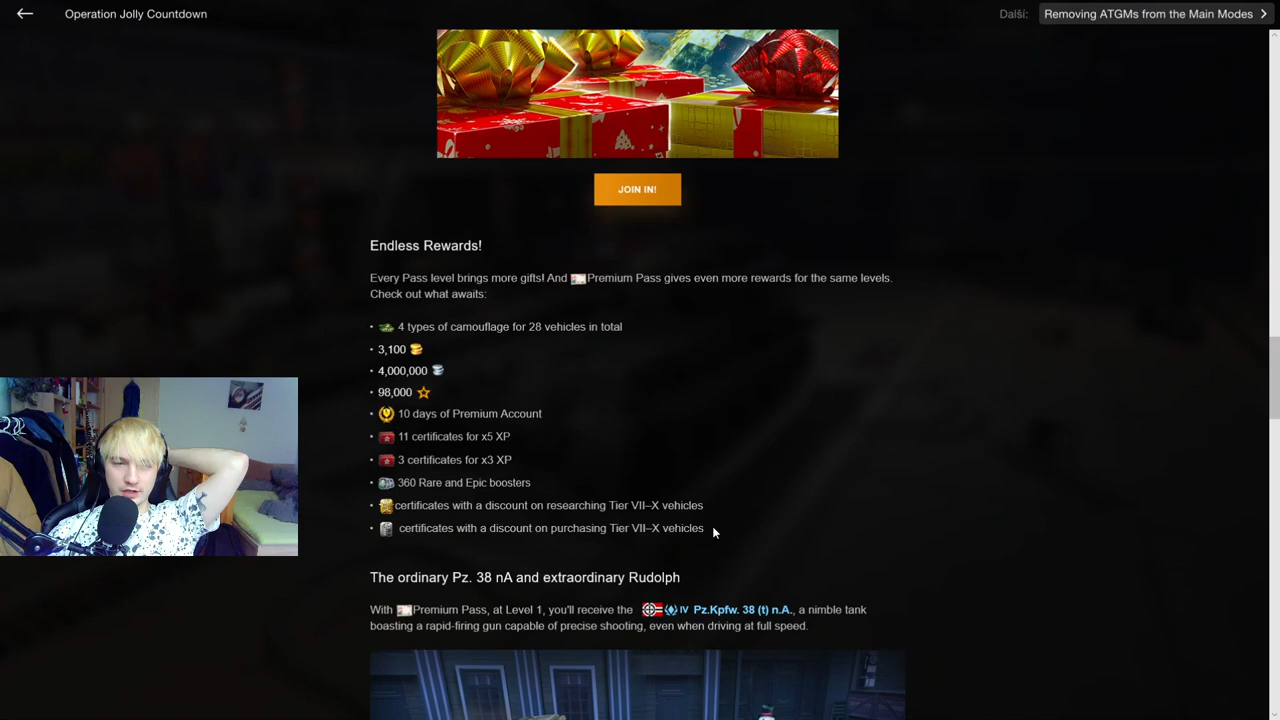 Operation Jolly Countdown
Další: Removing ATGMs from the Main Modes
JOIN IN!
Endless Rewards!
Every Pass level brings more gifts! And Premium Pass gives even more rewards for the same levels.
Check out what awaits:
• 4 types of camouflage for 28 vehicles in total
• 3,100
• 4,000,000
• 98,000
• 10 days of Premium Account
• 11 certificates for x5 XP
• 3 certificates for x3 XP
• 360 Rare and Epic boosters
• certificates with a discount on researching Tier VII–X vehicles
• certificates with a discount on purchasing Tier VII–X vehicles
The ordinary Pz. 38 nA and extraordinary Rudolph
With Premium Pass, at Level 1, you'll receive the IV Pz.Kpfw. 38 (t) n.A., a nimble tank
boasting a rapid-firing gun capable of precise shooting, even when driving at full speed.